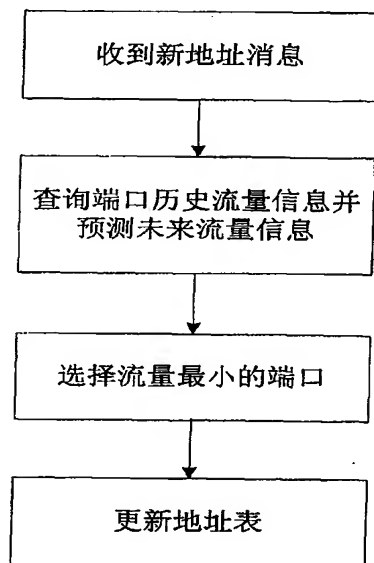 收到新地址消息
查询端口历史流量信息并
预测未来流量信息
选择流量最小的端口
更新地址表